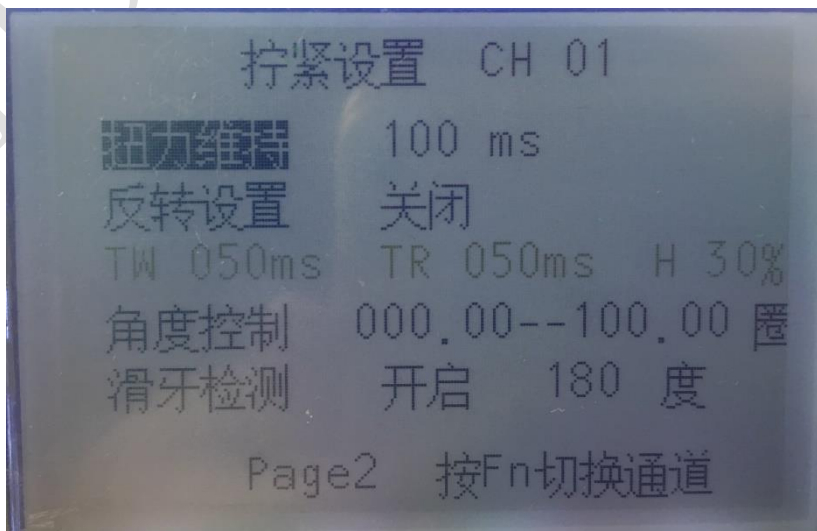 拧紧设置 CH 01
扭力维持 100 ms
反转设置 关闭
TW 050ms TR 050ms H 30%
角度控制 000.00--100.00 圈
滑牙检测 开启 180 度
Page2 按Fn切换通道